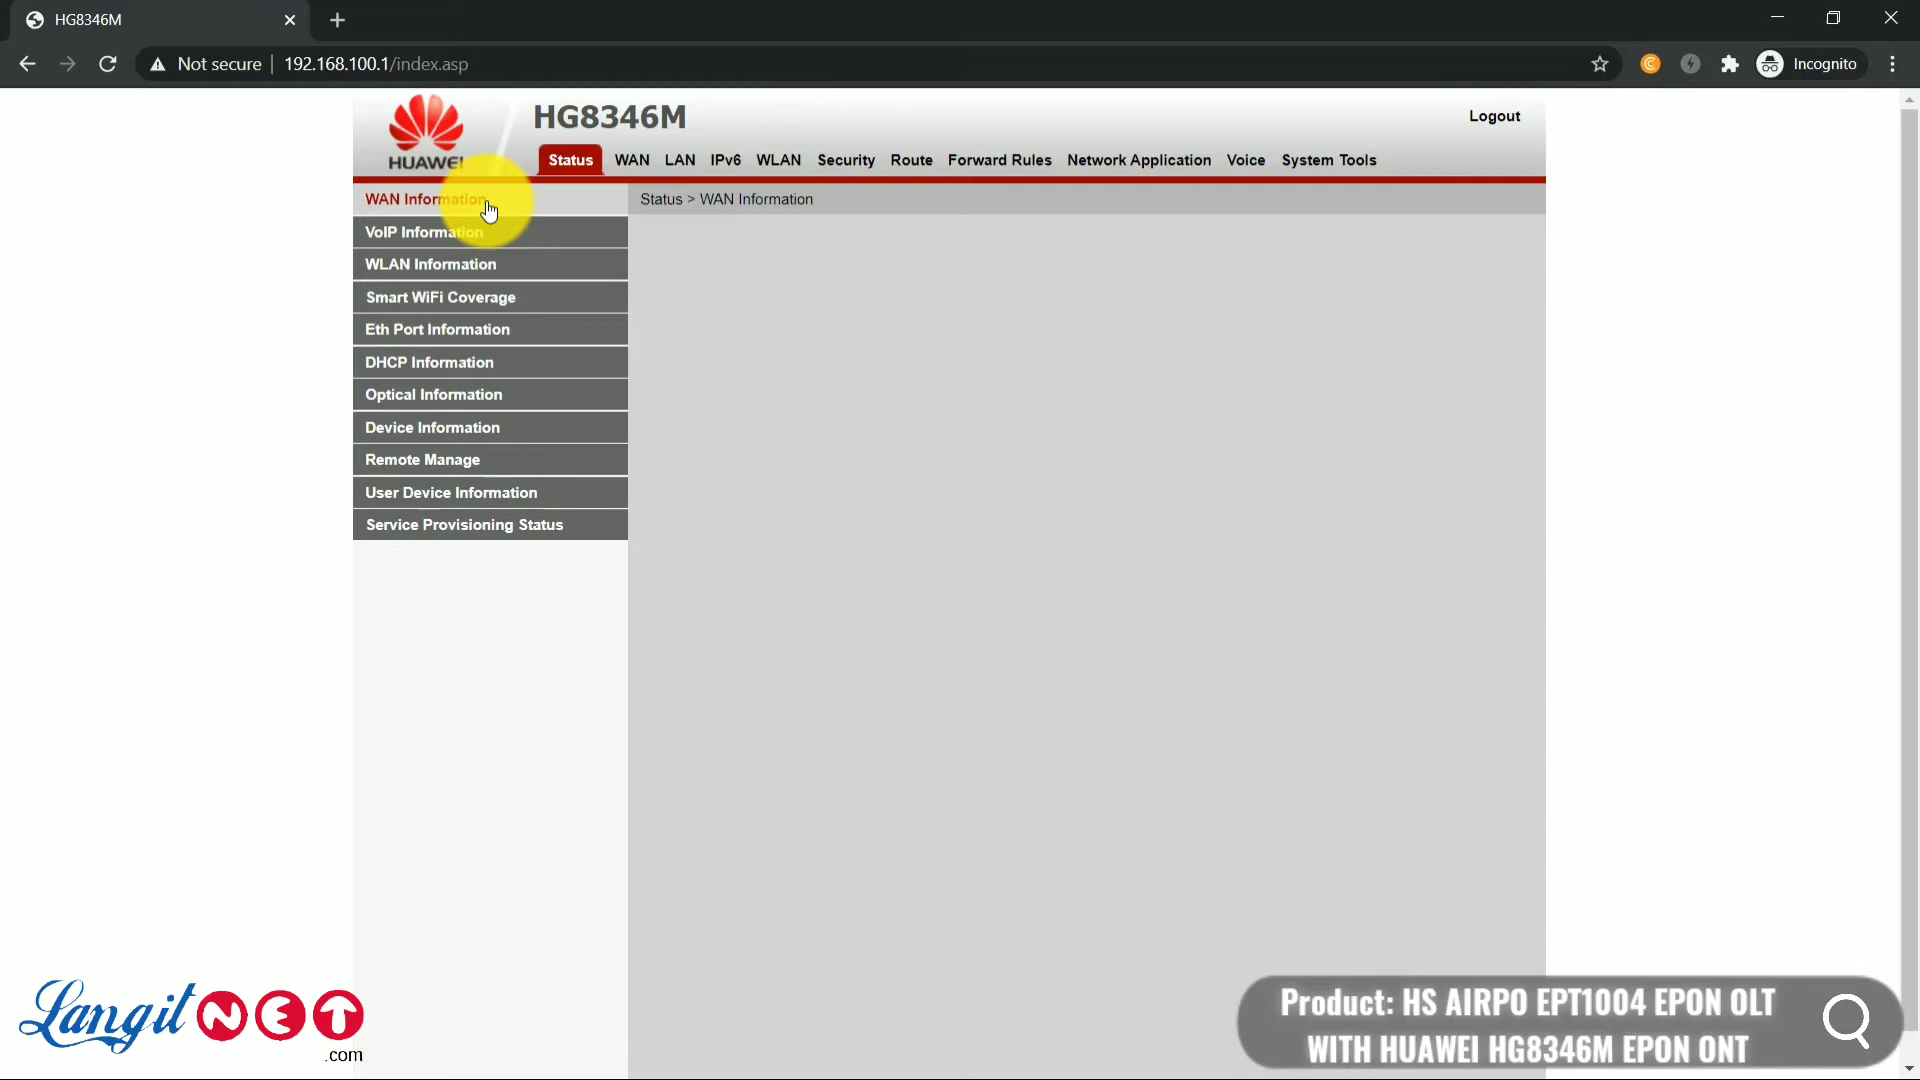 HG8346M
Not secure
192.168.100.1/index.asp
Incognito
HUAWEI
HG8346M
Logout
Status WAN LAN IPv6 WLAN Security Route Forward Rules Network Application Voice System Tools
WAN Information
Status > WAN Information
VoIP Information
WLAN Information
Smart WiFi Coverage
Eth Port Information
DHCP Information
Optical Information
Device Information
Remote Manage
User Device Information
Service Provisioning Status
Langit NET
.com
Product: HS AIRPO EPT1004 EPON OLT
WITH HUAWEI HG8346M EPON ONT